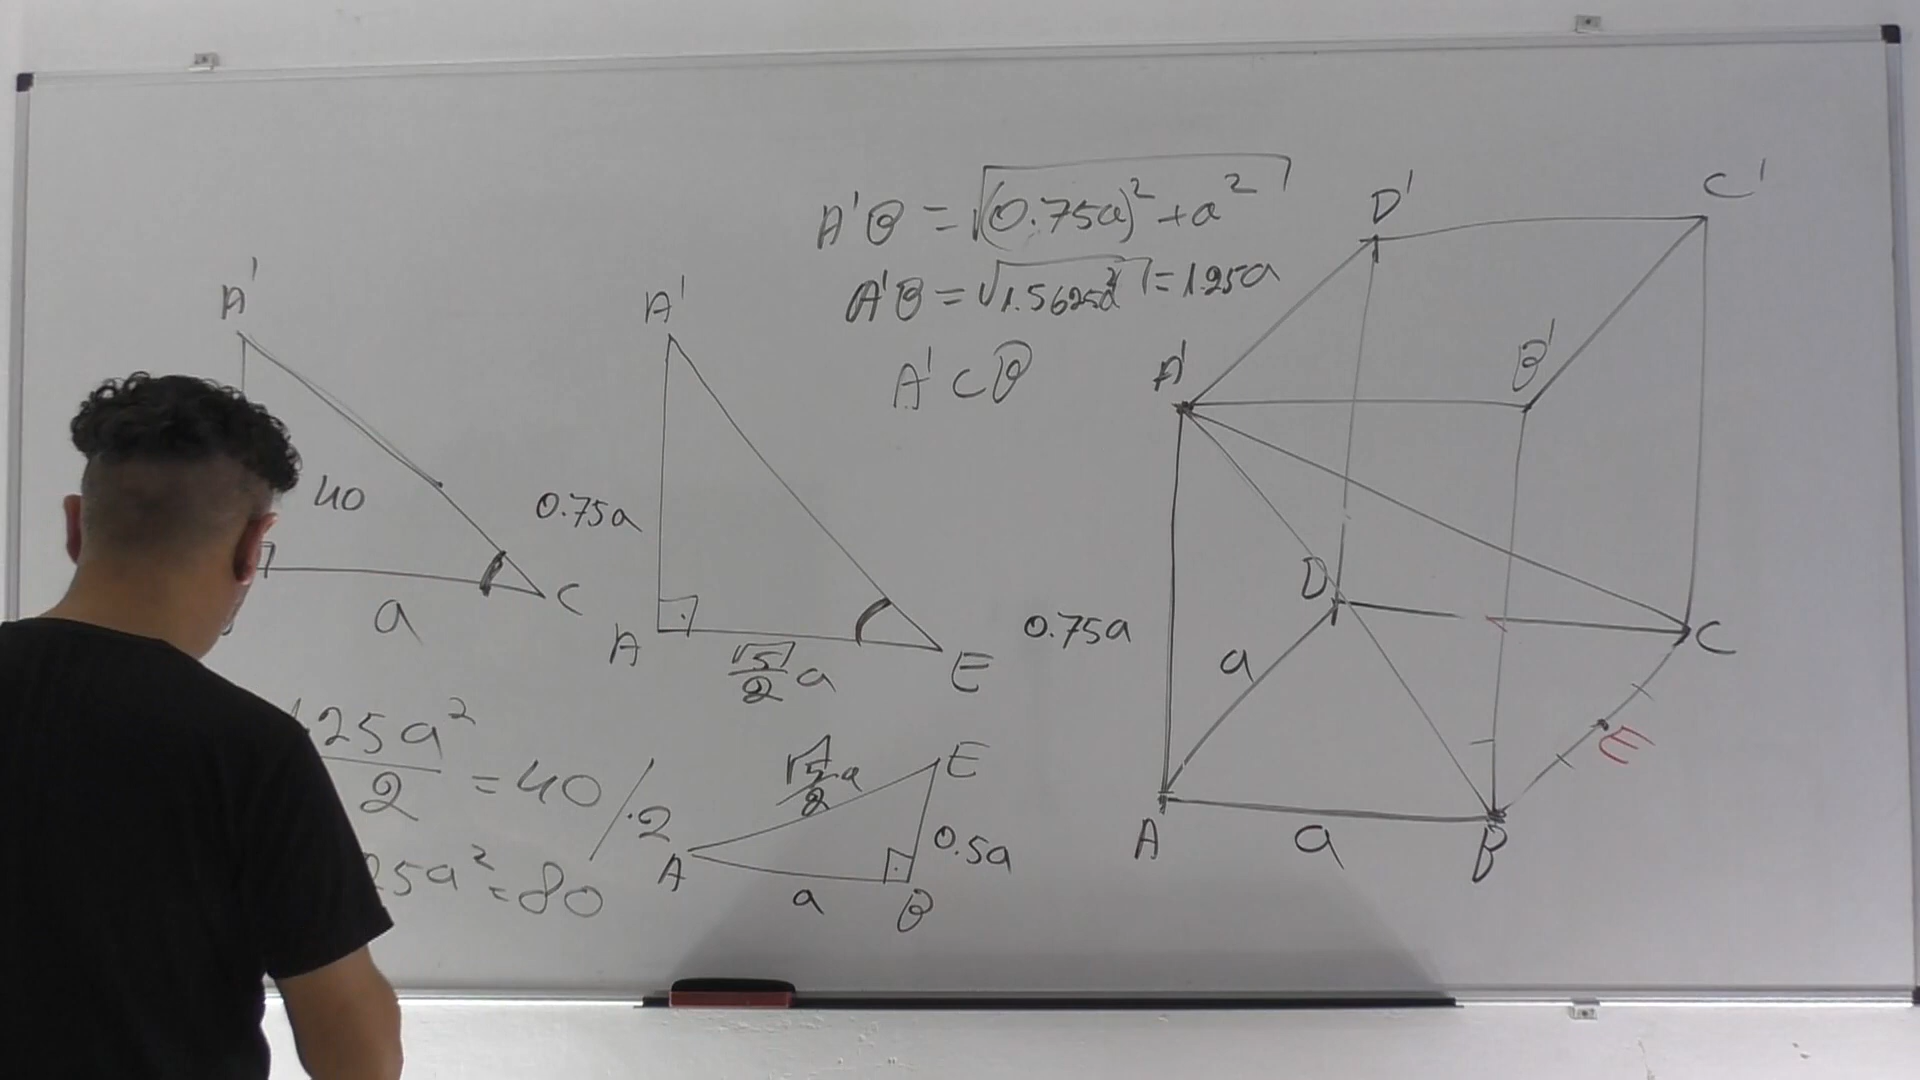 A'B = √(0.75a)² + a²
A'B = √1.5625a² = 1.25a
A'CB
A'
40
a
C
A'
0.75a
A
√5/2 a
E
25a²/2 = 40 /·2
25a² = 80
√5/2 a
E
0.5a
A
a
B
D'
C'
A'
B'
D
0.75a
a
C
E
A
a
B